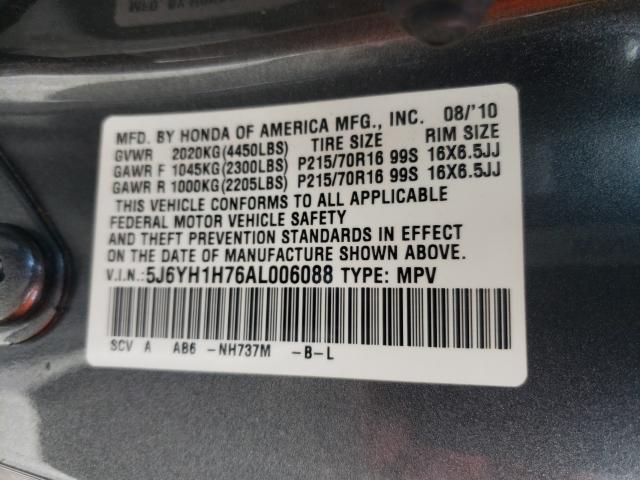 MFD. BY HONDA OF AMERICA MFG., INC. 08/'10
GVWR 2020KG(4450LBS) TIRE SIZE RIM SIZE
GAWR F 1045KG(2300LBS) P215/70R16 99S 16X6.5JJ
GAWR R 1000KG(2205LBS) P215/70R16 99S 16X6.5JJ
THIS VEHICLE CONFORMS TO ALL APPLICABLE
FEDERAL MOTOR VEHICLE SAFETY
AND THEFT PREVENTION STANDARDS IN EFFECT
ON THE DATE OF MANUFACTURE SHOWN ABOVE.
V.I.N.:5J6YH1H76AL006088 TYPE: MPV
SCV A AB6 -NH737M -B-L